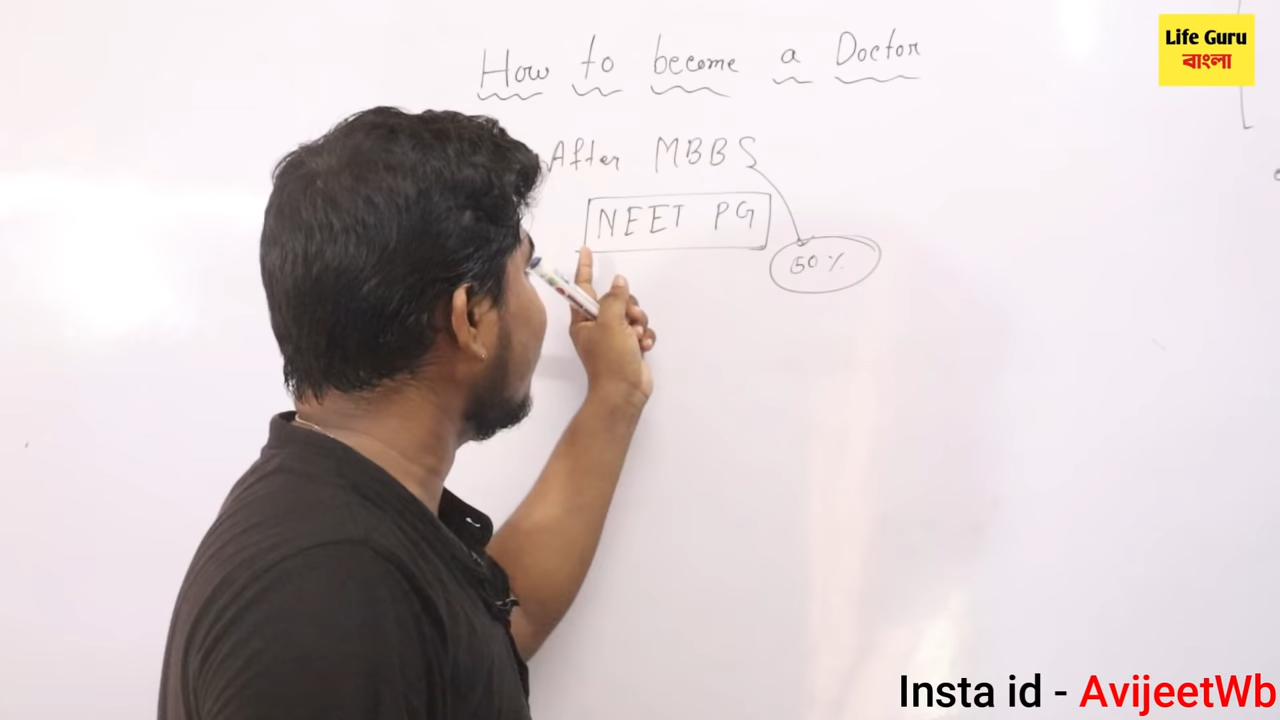 How to become a Doctor
Life Guru
বাংলা
After MBBS
NEET PG
50%
Insta id - AvijeetWb